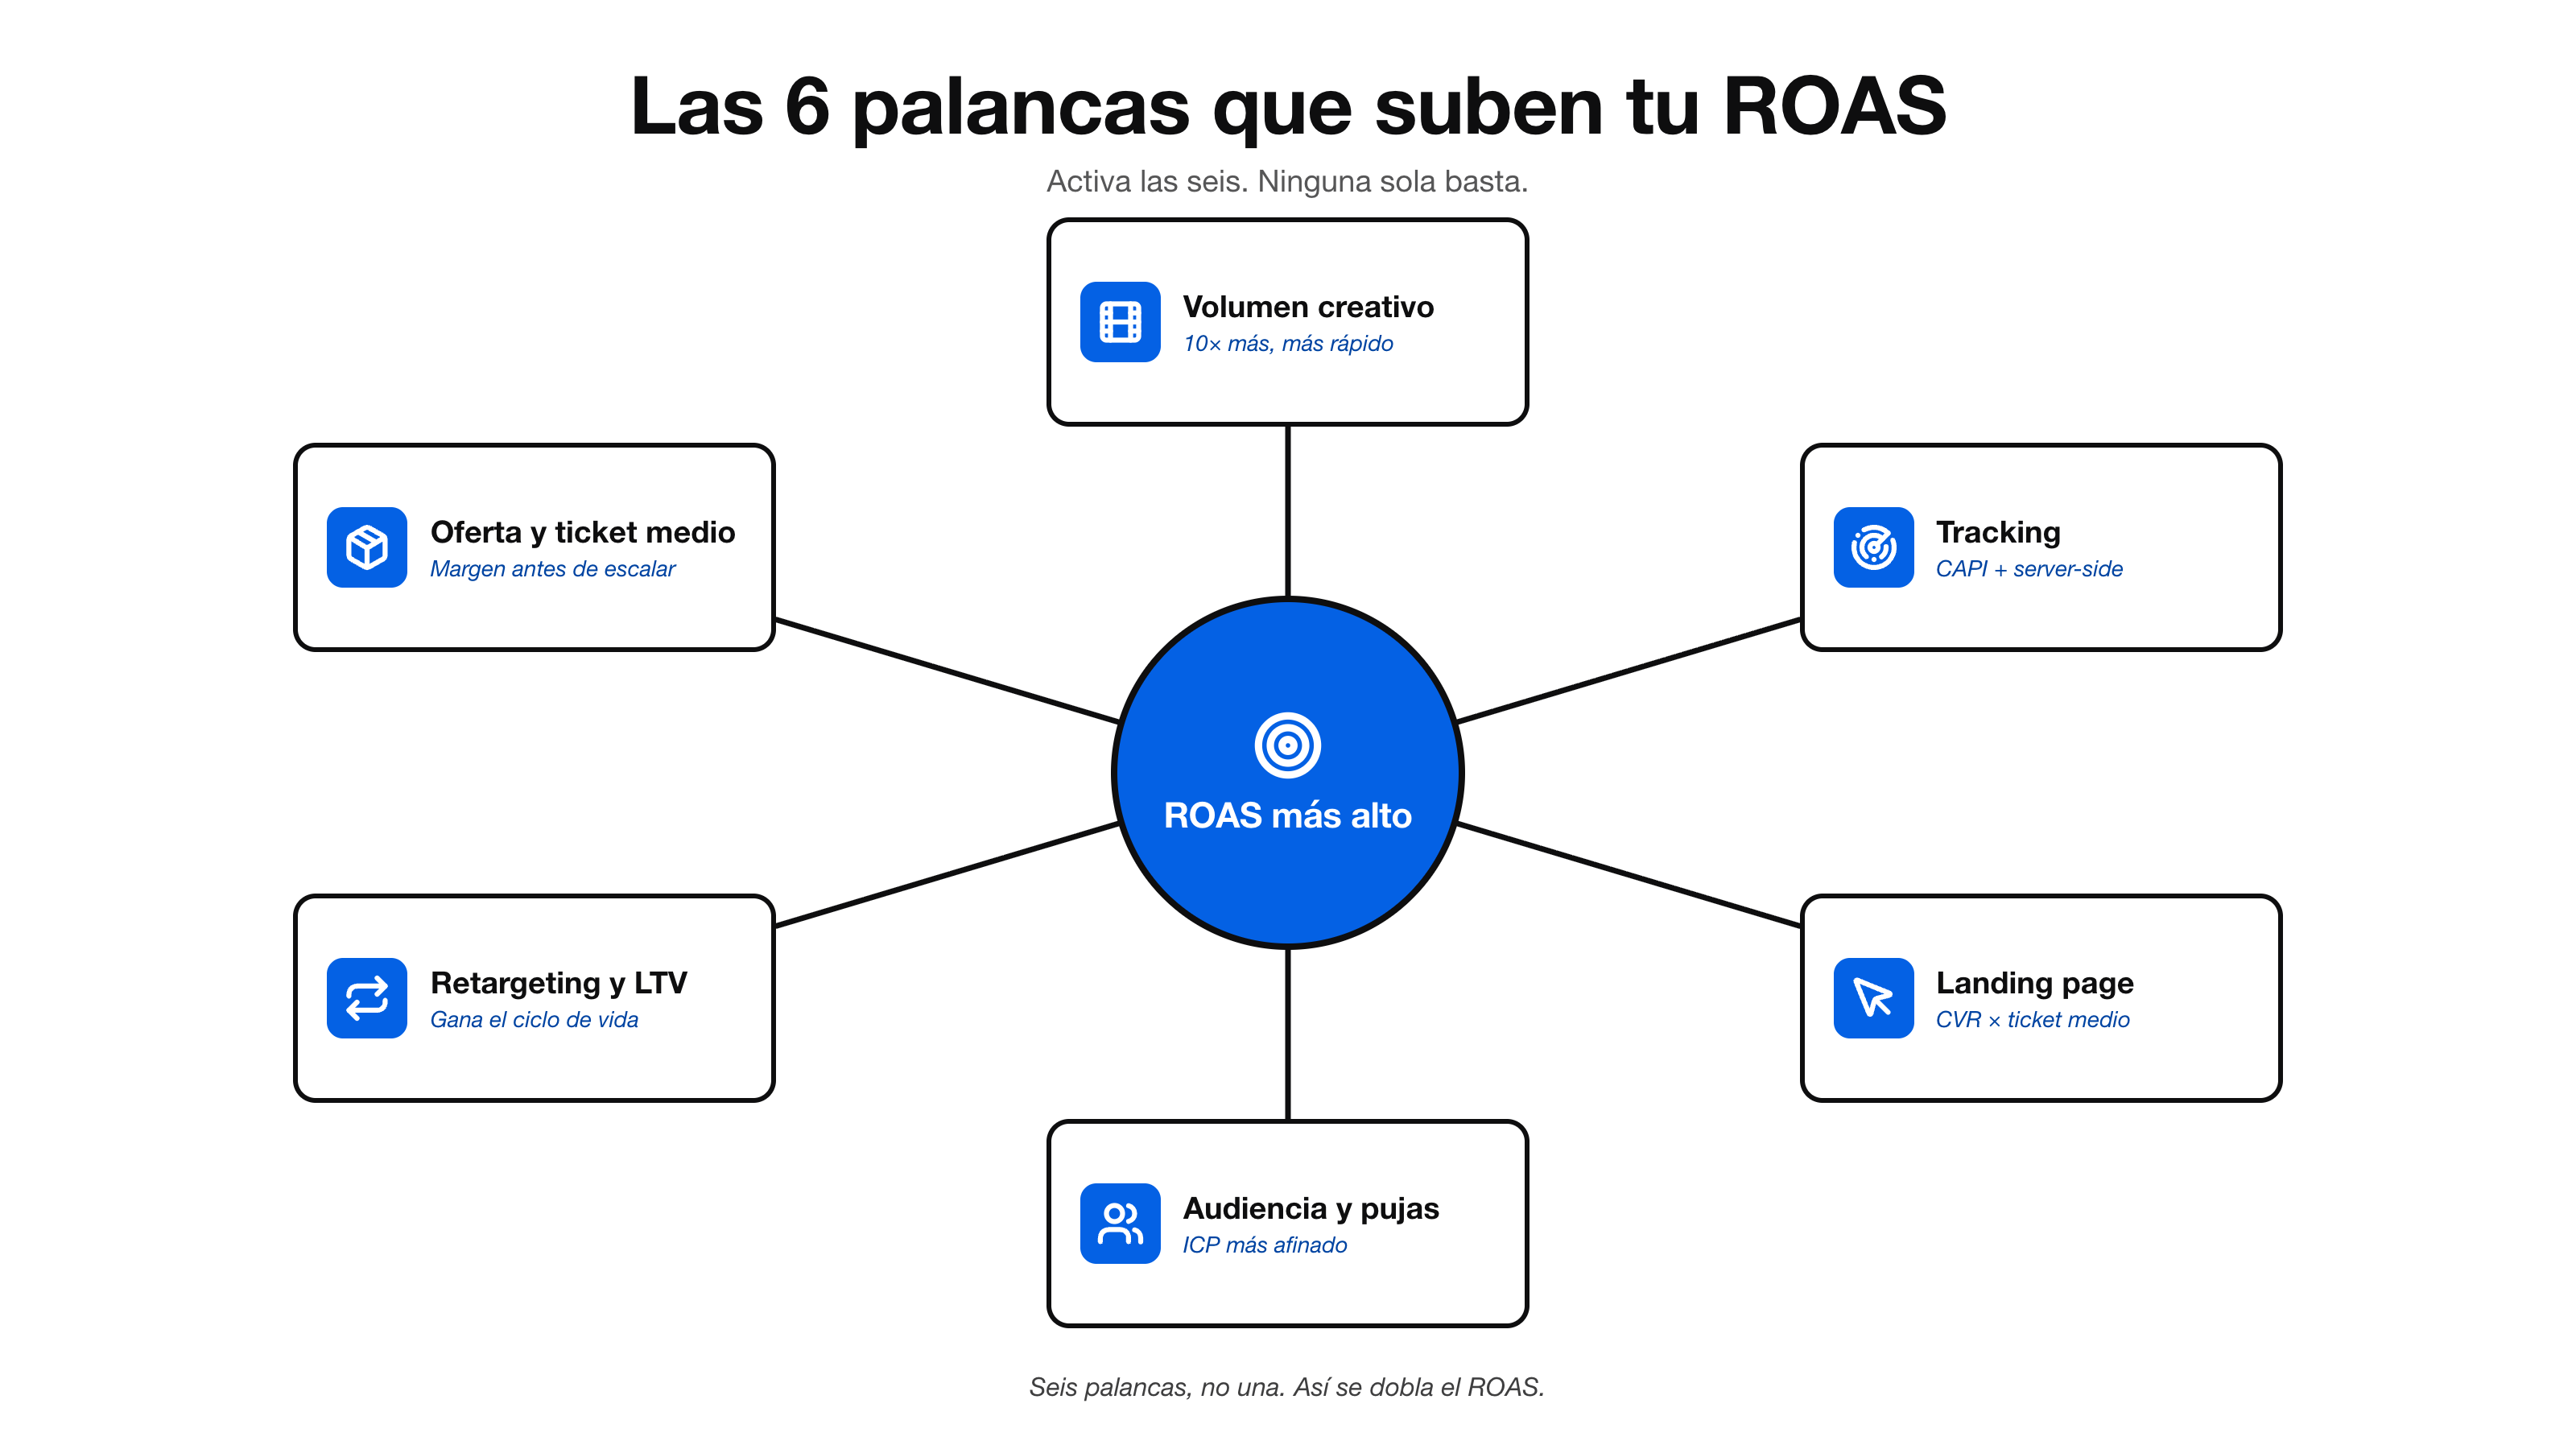 Las 6 palancas que suben tu ROAS
Activa las seis. Ninguna sola basta.
Volumen creativo
10× más, más rápido
Oferta y ticket medio
Margen antes de escalar
Tracking
CAPI + server-side
ROAS más alto
Retargeting y LTV
Gana el ciclo de vida
Landing page
CVR × ticket medio
Audiencia y pujas
ICP más afinado
Seis palancas, no una. Así se dobla el ROAS.